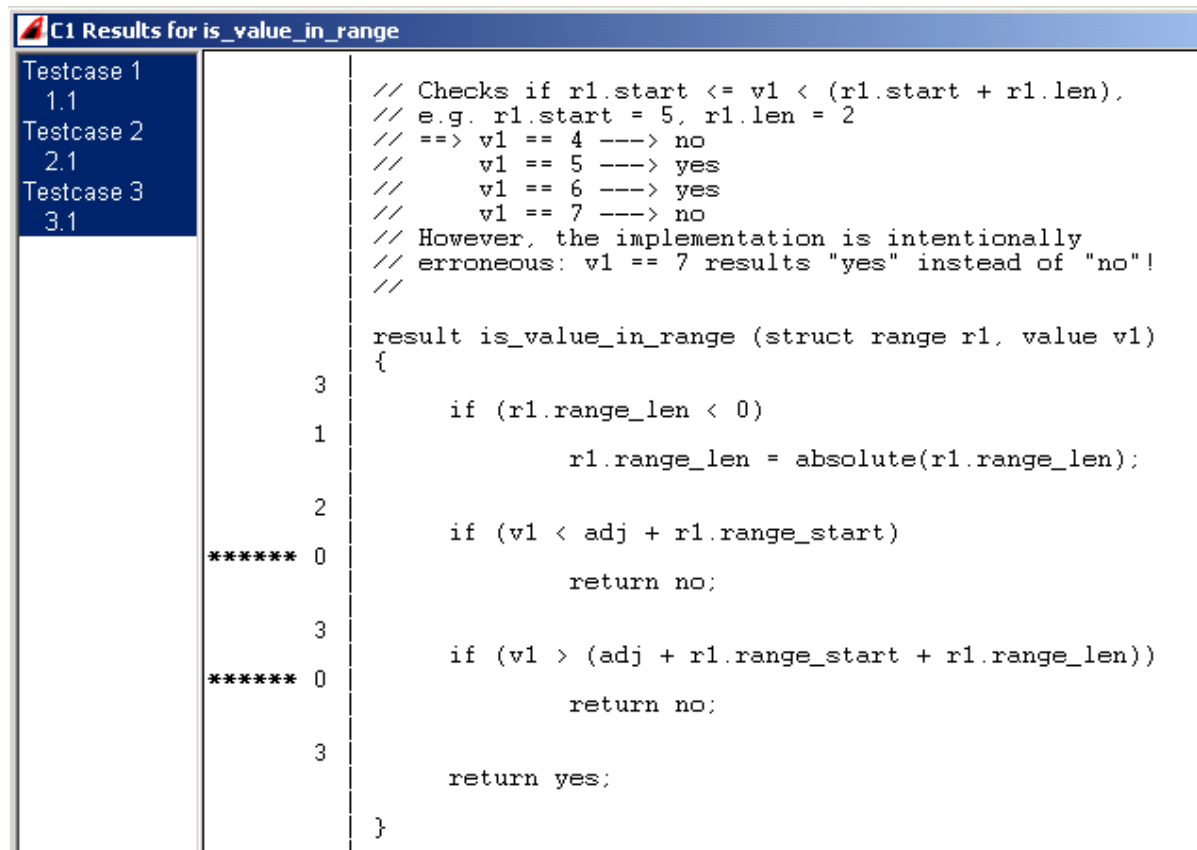 C1 Results for is_value_in_range
Testcase 1
1.1
Testcase 2
2.1
Testcase 3
3.1
// Checks if r1.start <= v1 < (r1.start + r1.len),
// e.g. r1.start = 5, r1.len = 2
// ==> v1 == 4 ---> no
//     v1 == 5 ---> yes
//     v1 == 6 ---> yes
//     v1 == 7 ---> no
// However, the implementation is intentionally
// erroneous: v1 == 7 results "yes" instead of "no"!
//
result is_value_in_range (struct range r1, value v1)
{
3
if (r1.range_len < 0)
1
r1.range_len = absolute(r1.range_len);
2
if (v1 < adj + r1.range_start)
****** 0
return no;
3
if (v1 > (adj + r1.range_start + r1.range_len))
****** 0
return no;
3
return yes;
}